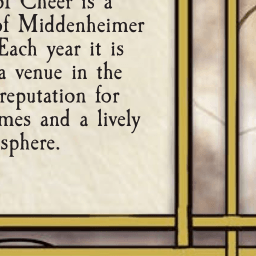 of Cheer is a
of Middenheimer
Each year it is
a venue in the
reputation for
mes and a lively
sphere.